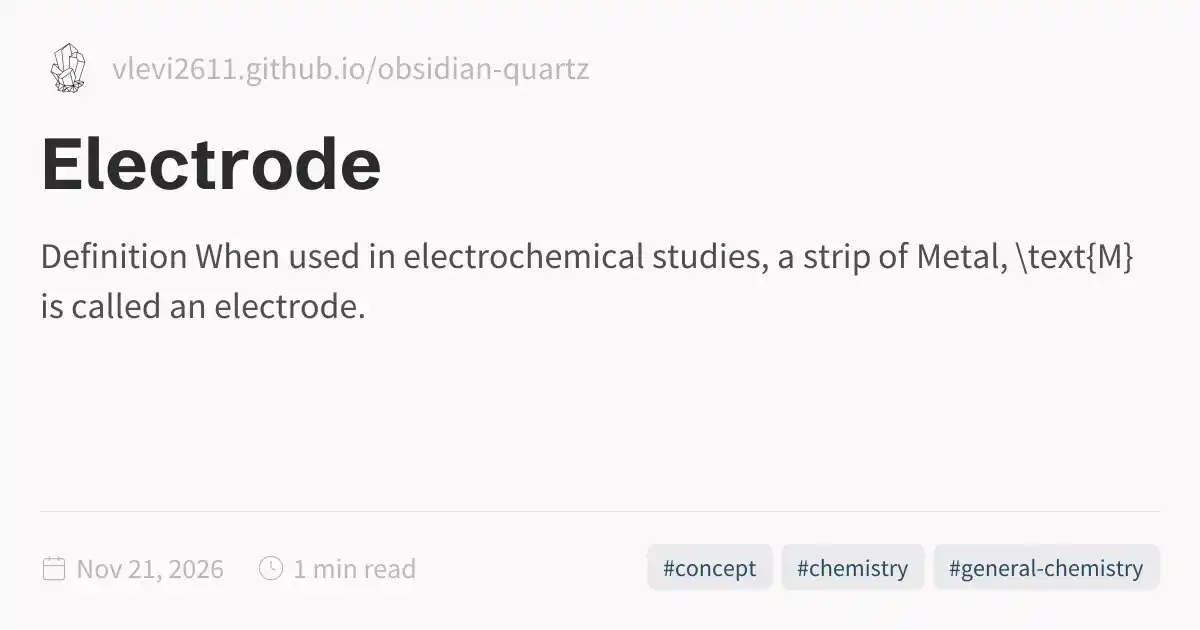 vlevi2611.github.io/obsidian-quartz
Electrode
Definition When used in electrochemical studies, a strip of Metal, \text{M}
is called an electrode.
Nov 21, 2026 1 min read #concept #chemistry #general-chemistry